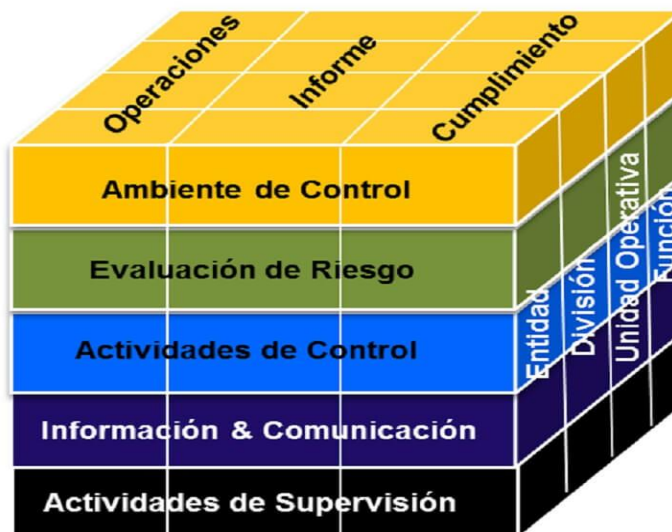 Operaciones
Informe
Cumplimiento
Ambiente de Control
Evaluación de Riesgo
Actividades de Control
Información & Comunicación
Actividades de Supervisión
Entidad
División
Unidad Operativa
Función